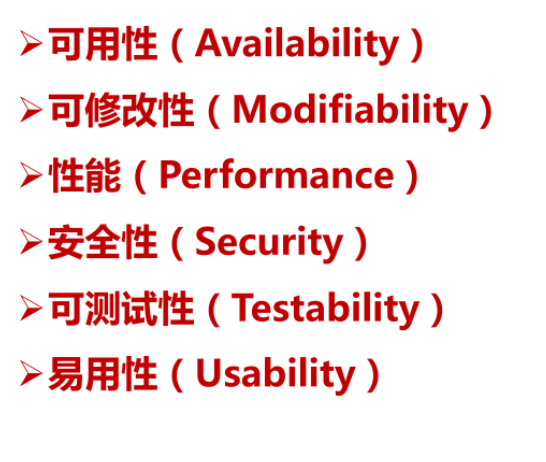 ➢可用性（Availability）
➢可修改性（Modifiability）
➢性能（Performance）
➢安全性（Security）
➢可测试性（Testability）
➢易用性（Usability）